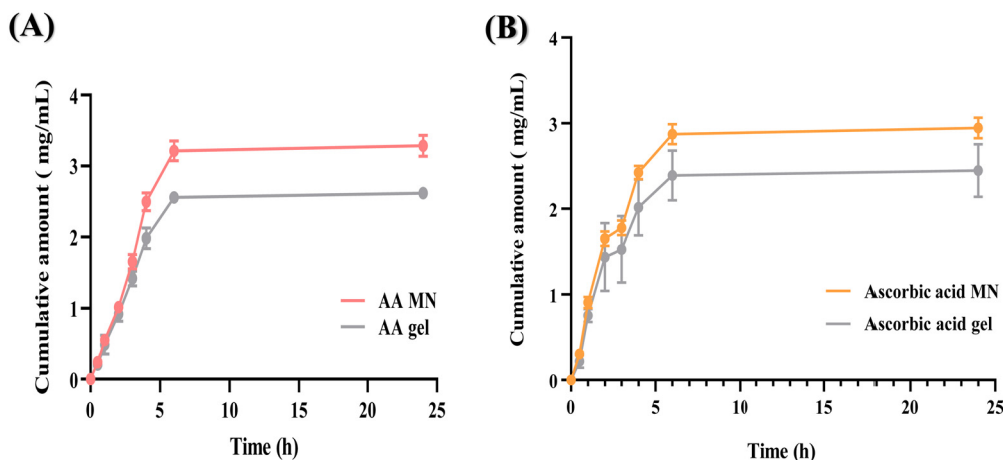 (A)
Cumulative amount ( mg/mL)
4
3
2
1
0
0 5 10 15 20 25
Time (h)
AA MN
AA gel
(B)
Cumulative amount ( mg/mL)
4
3
2
1
0
0 5 10 15 20 25
Time (h)
Ascorbic acid MN
Ascorbic acid gel